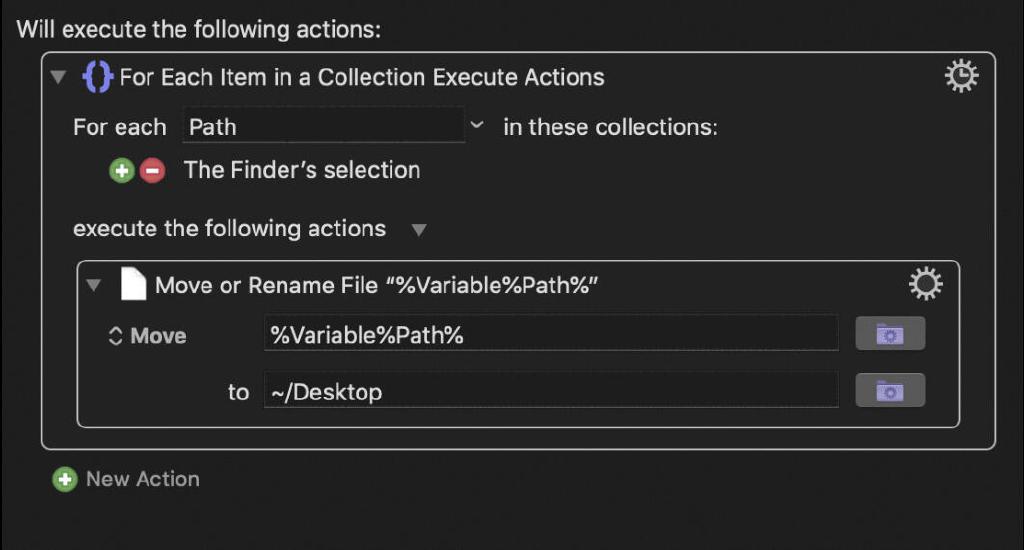 Will execute the following actions:
For Each Item in a Collection Execute Actions
For each Path in these collections:
The Finder’s selection
execute the following actions
Move or Rename File “%Variable%Path%”
Move %Variable%Path%
to ~/Desktop
New Action